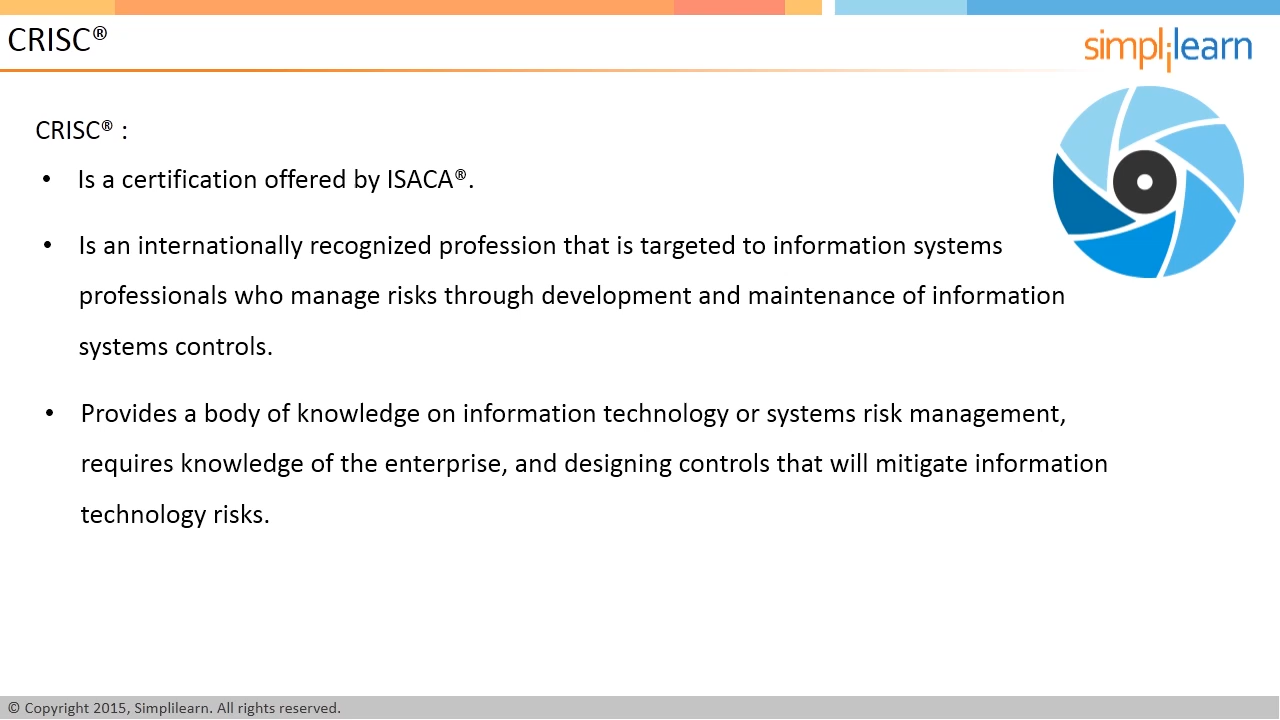 CRISC®
simplilearn
CRISC® :
• Is a certification offered by ISACA®.
• Is an internationally recognized profession that is targeted to information systems
professionals who manage risks through development and maintenance of information
systems controls.
• Provides a body of knowledge on information technology or systems risk management,
requires knowledge of the enterprise, and designing controls that will mitigate information
technology risks.
© Copyright 2015, Simplilearn. All rights reserved.